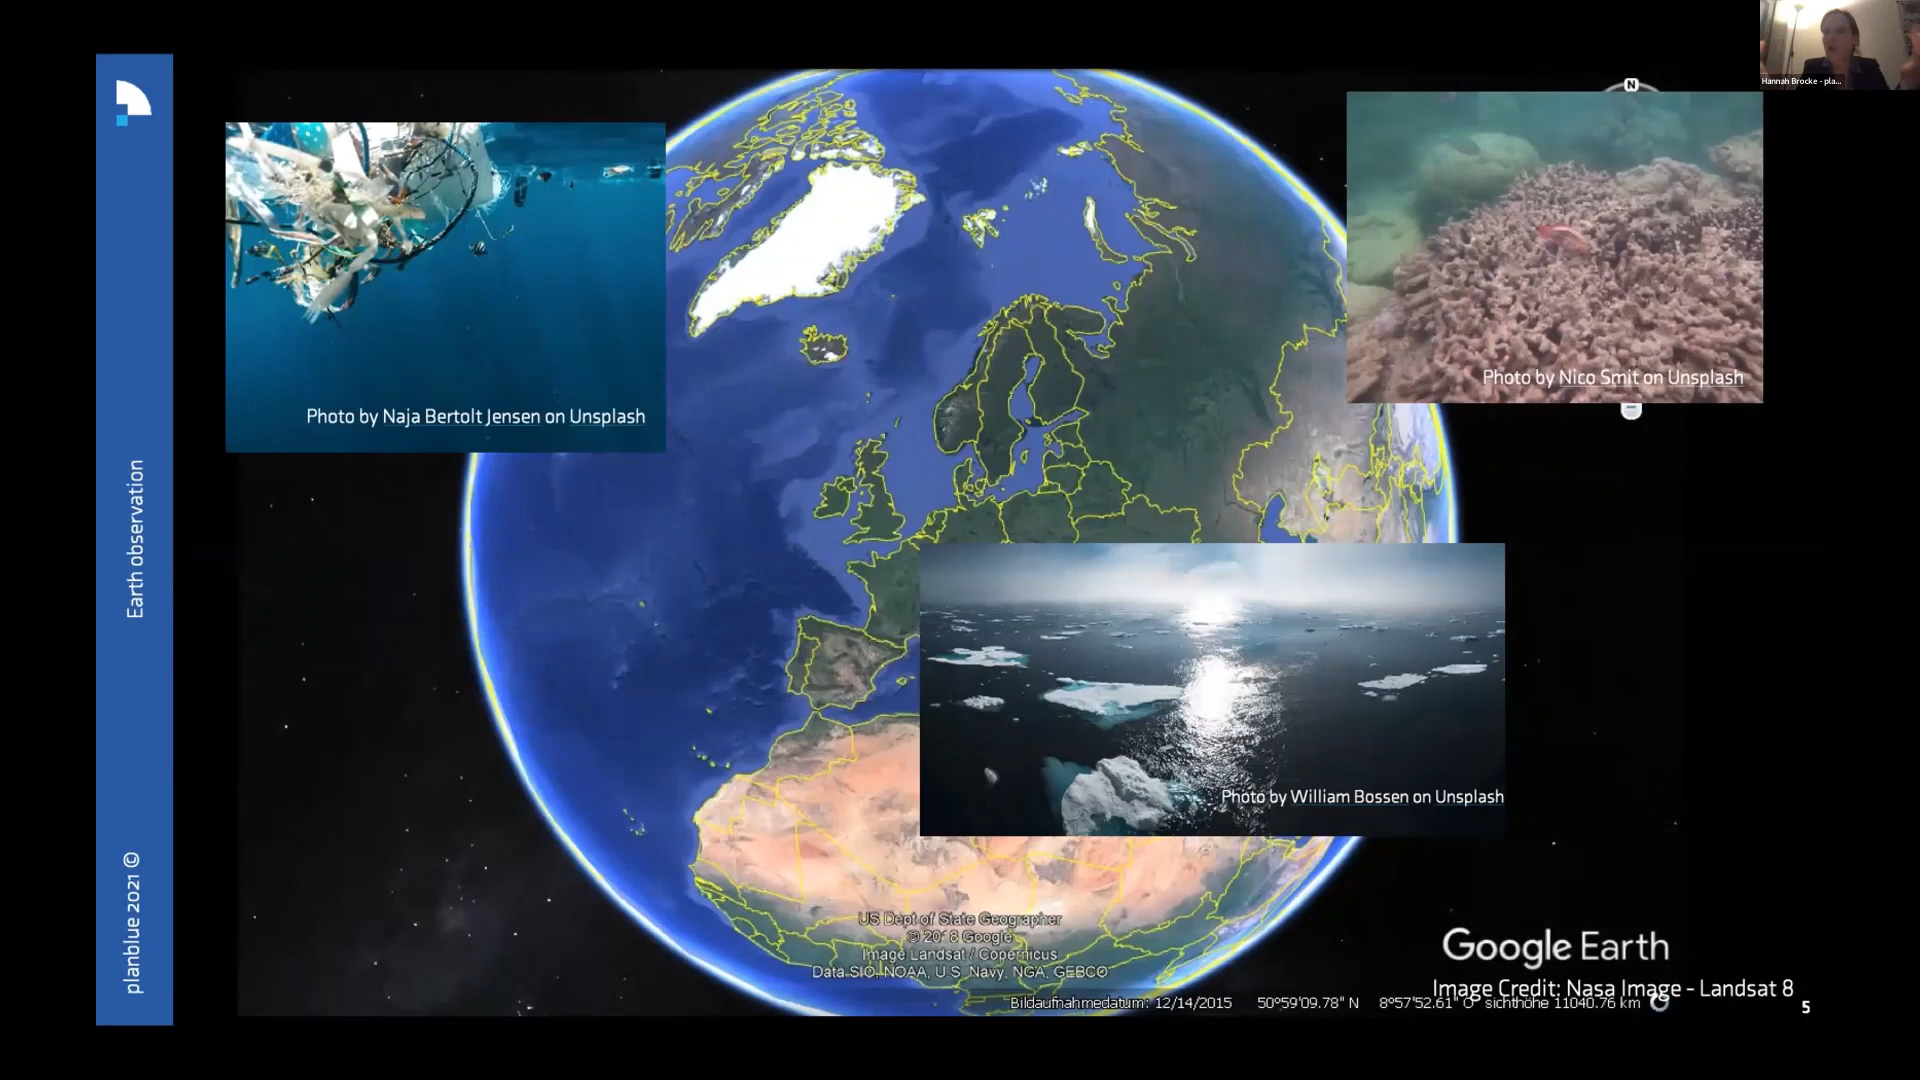 Hannah Brocke - pla...
N
Photo by Nico Smit on Unsplash
Photo by Naja Bertolt Jensen on Unsplash
Earth observation
Photo by William Bossen on Unsplash
planblue 2021 ©
US Dept of State Geographer
© 2018 Google
Image Landsat / Copernicus
Data SIO, NOAA, U.S. Navy, NGA, GEBCO
Google Earth
Image Credit: Nasa Image - Landsat 8
Bildaufnahmedatum: 12/14/2015 50°59'09.78" N 8°57'52.61" O sichthöhe 11040.76 km
5